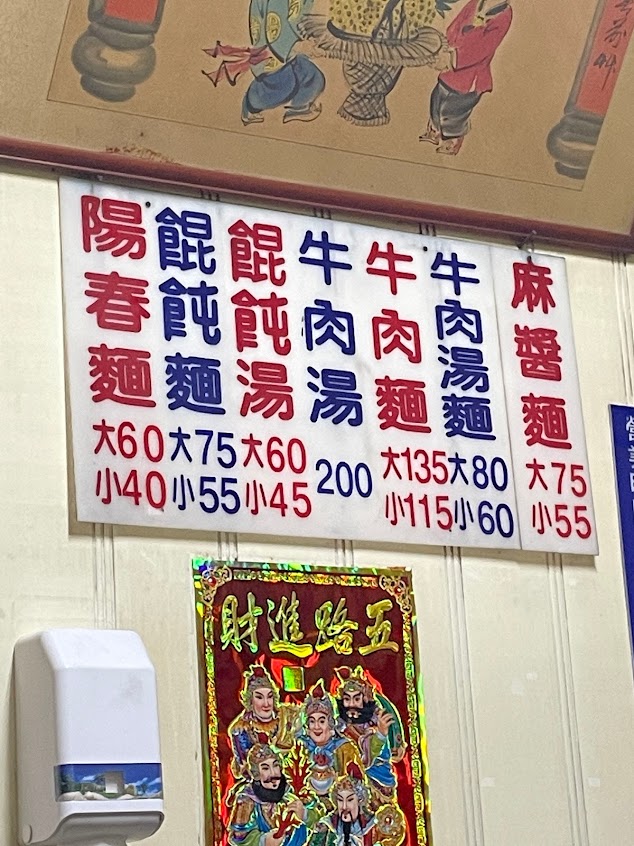 麻醬麵
大75
小55
牛肉湯麵
大80
小60
牛肉麵
大135
小115
牛肉湯
200
餛飩湯
大60
小45
餛飩麵
大75
小55
陽春麵
大60
小40
五路進財